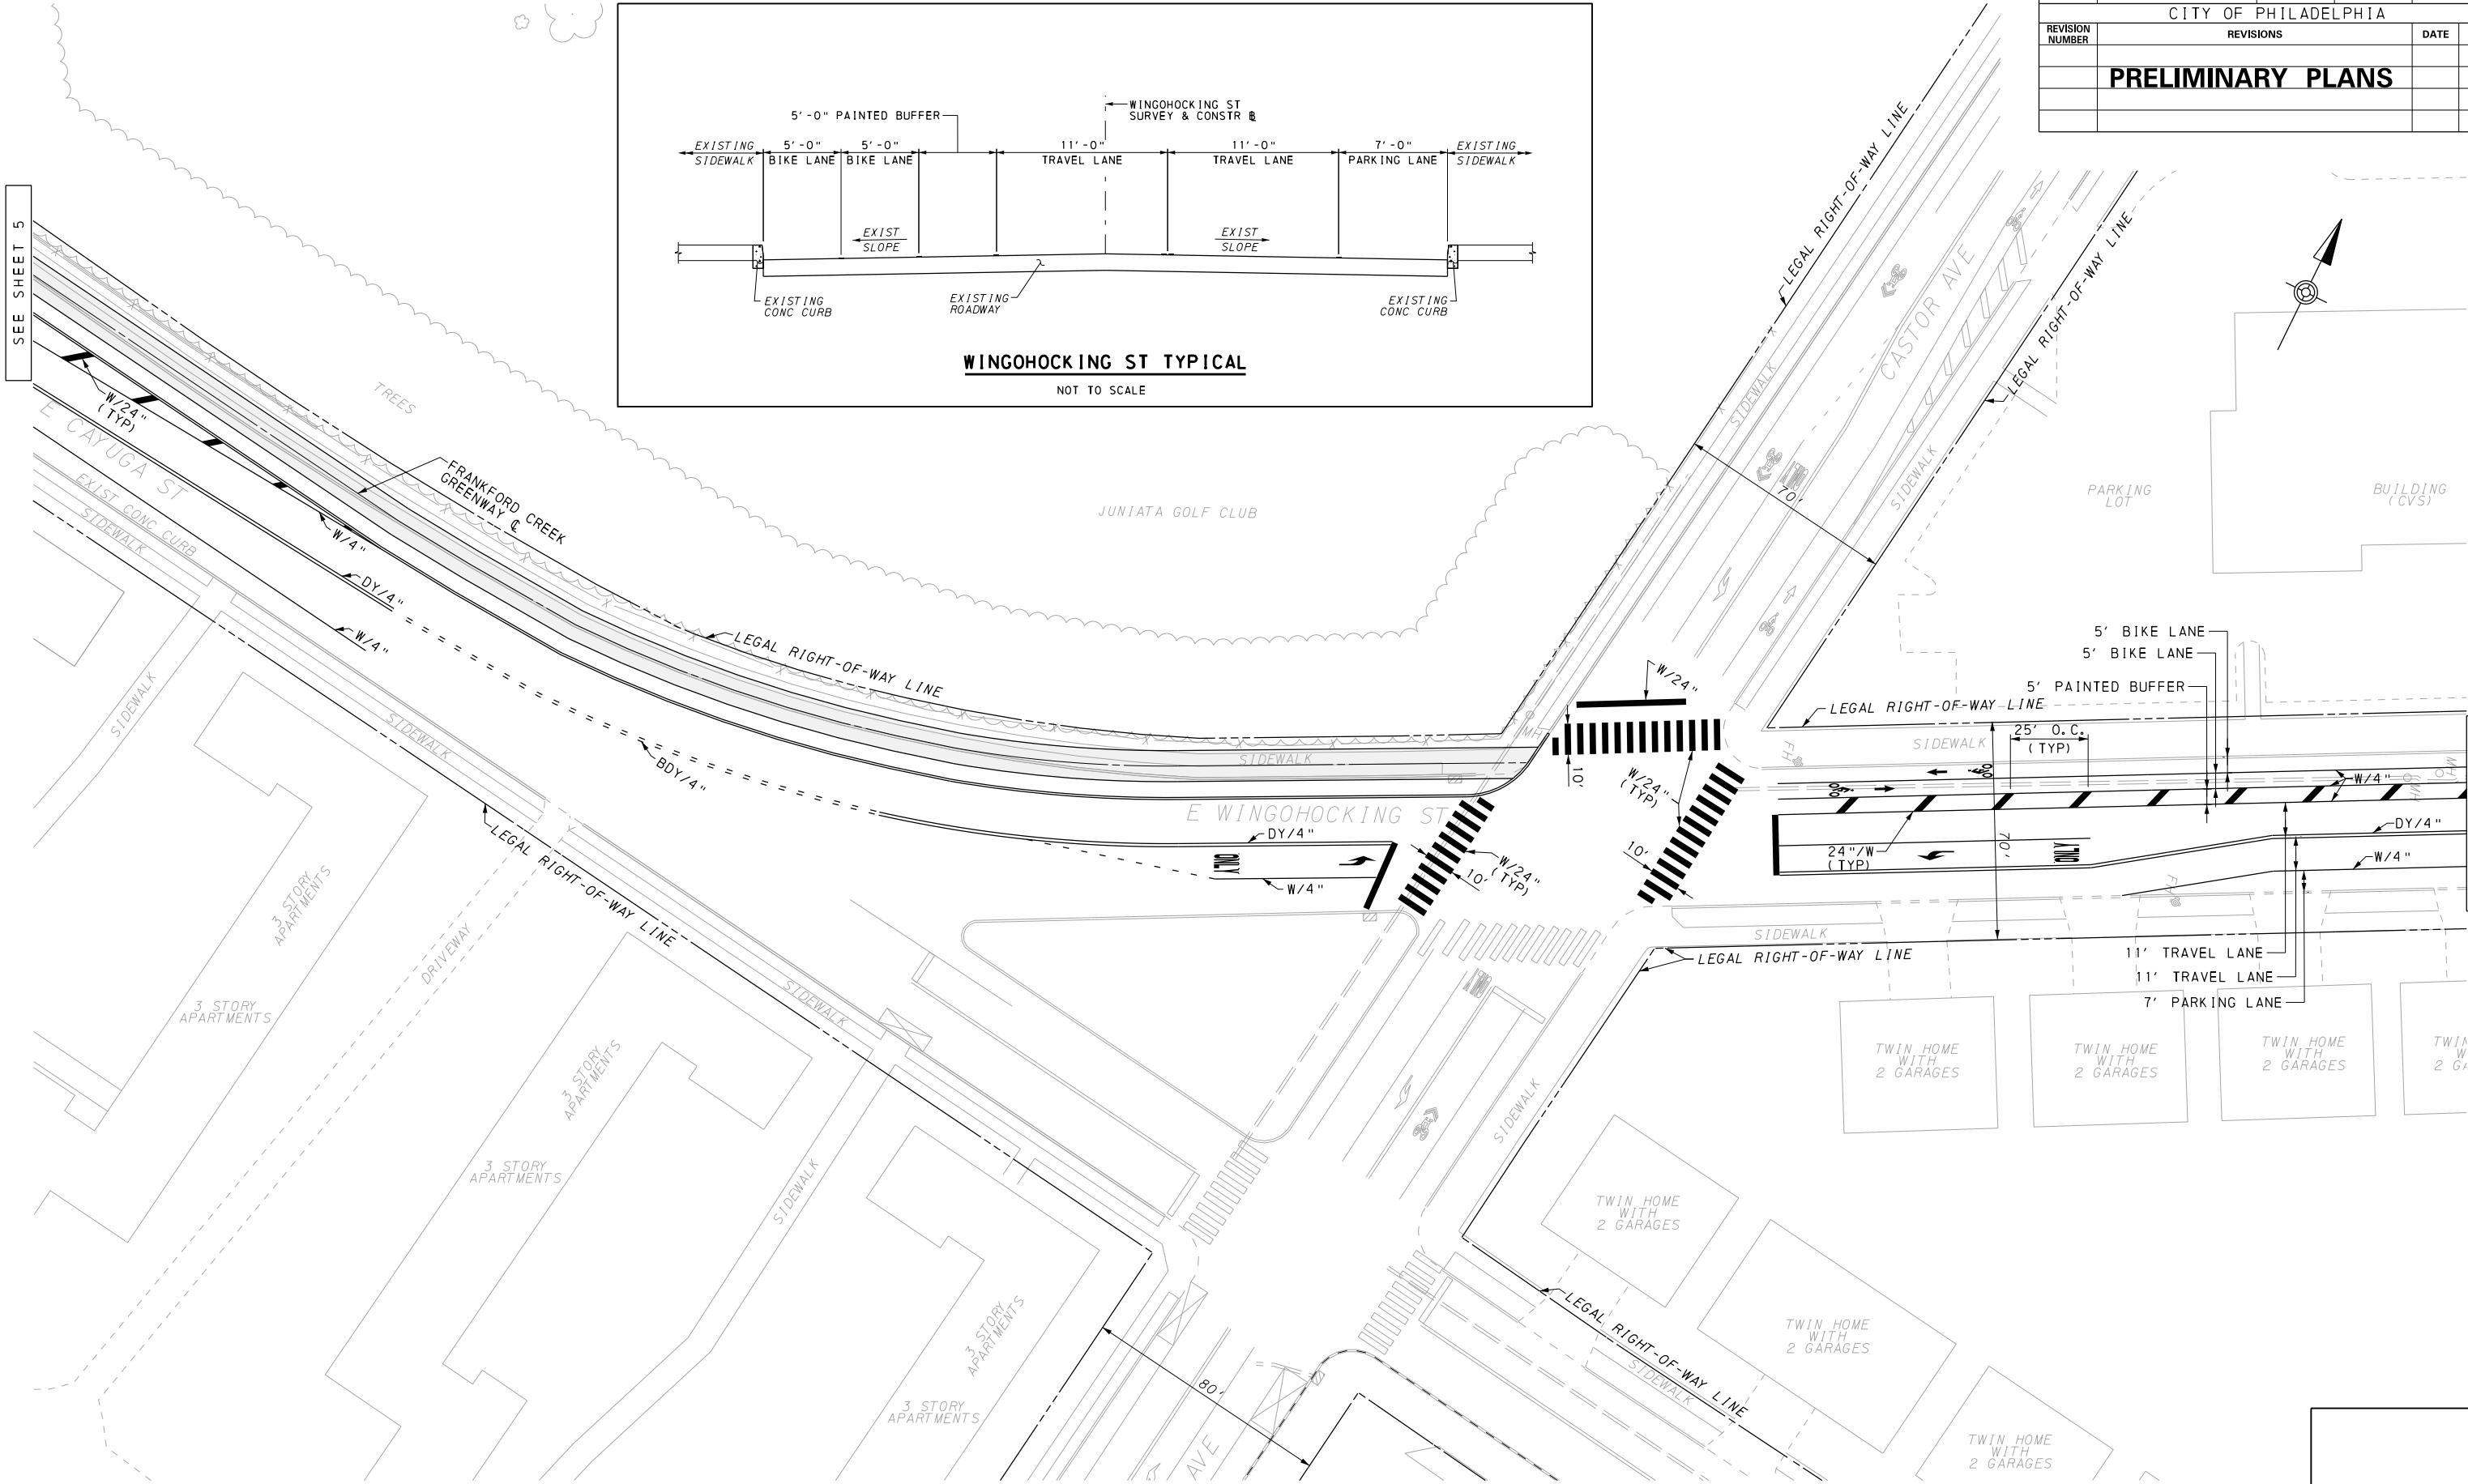 CITY OF PHILADELPHIA
REVISION
NUMBER
REVISIONS
DATE
PRELIMINARY PLANS
5'-0" PAINTED BUFFER
WINGOHOCKING ST
SURVEY & CONSTR ℄
EXISTING
SIDEWALK
5'-0"
BIKE LANE
5'-0"
BIKE LANE
11'-0"
TRAVEL LANE
11'-0"
TRAVEL LANE
7'-0"
PARKING LANE
EXISTING
SIDEWALK
EXIST
SLOPE
EXIST
SLOPE
EXISTING
CONC CURB
EXISTING
ROADWAY
EXISTING
CONC CURB
WINGOHOCKING ST TYPICAL
NOT TO SCALE
SEE SHEET 5
TREES
W/24"
(TYP)
E CAYUGA ST
EXIST CONC CURB
SIDEWALK
FRANKFORD CREEK
GREENWAY ℄
W/4"
DY/4"
W/4"
LEGAL RIGHT-OF-WAY LINE
JUNIATA GOLF CLUB
LEGAL RIGHT-OF-WAY LINE
SIDEWALK
CASTOR AVE
LEGAL RIGHT-OF-WAY LINE
SIDEWALK
70'
PARKING
LOT
BUILDING
(CVS)
5' BIKE LANE
5' BIKE LANE
5' PAINTED BUFFER
LEGAL RIGHT-OF-WAY LINE
SIDEWALK
25' O.C.
(TYP)
FH
W/4"
MH
MH
DY/4"
W/4"
24"/W
(TYP)
ONLY
70'
FH
SIDEWALK
LEGAL RIGHT-OF-WAY LINE
11' TRAVEL LANE
11' TRAVEL LANE
7' PARKING LANE
W/24"
MH
10'
W/24"
(TYP)
10'
W/24"
(TYP)
10'
SIDEWALK
E WINGOHOCKING ST
DY/4"
ONLY
W/4"
BDY/4"
SIDEWALK
SIDEWALK
LEGAL RIGHT-OF-WAY LINE
SIDEWALK
DRIVEWAY
3 STORY
APARTMENTS
3 STORY
APARTMENTS
3 STORY
APARTMENTS
3 STORY
APARTMENTS
SIDEWALK
3 STORY
APARTMENTS
3 STORY
APARTMENTS
SIDEWALK
TWIN HOME
WITH
2 GARAGES
TWIN HOME
WITH
2 GARAGES
TWIN HOME
WITH
2 GARAGES
TWIN HOME
WITH
2 GARAGES
TWIN HOME
WITH
2 GARAGES
TWIN HOME
WITH
2 GARAGES
LEGAL RIGHT-OF-WAY LINE
SIDEWALK
80'
AVE